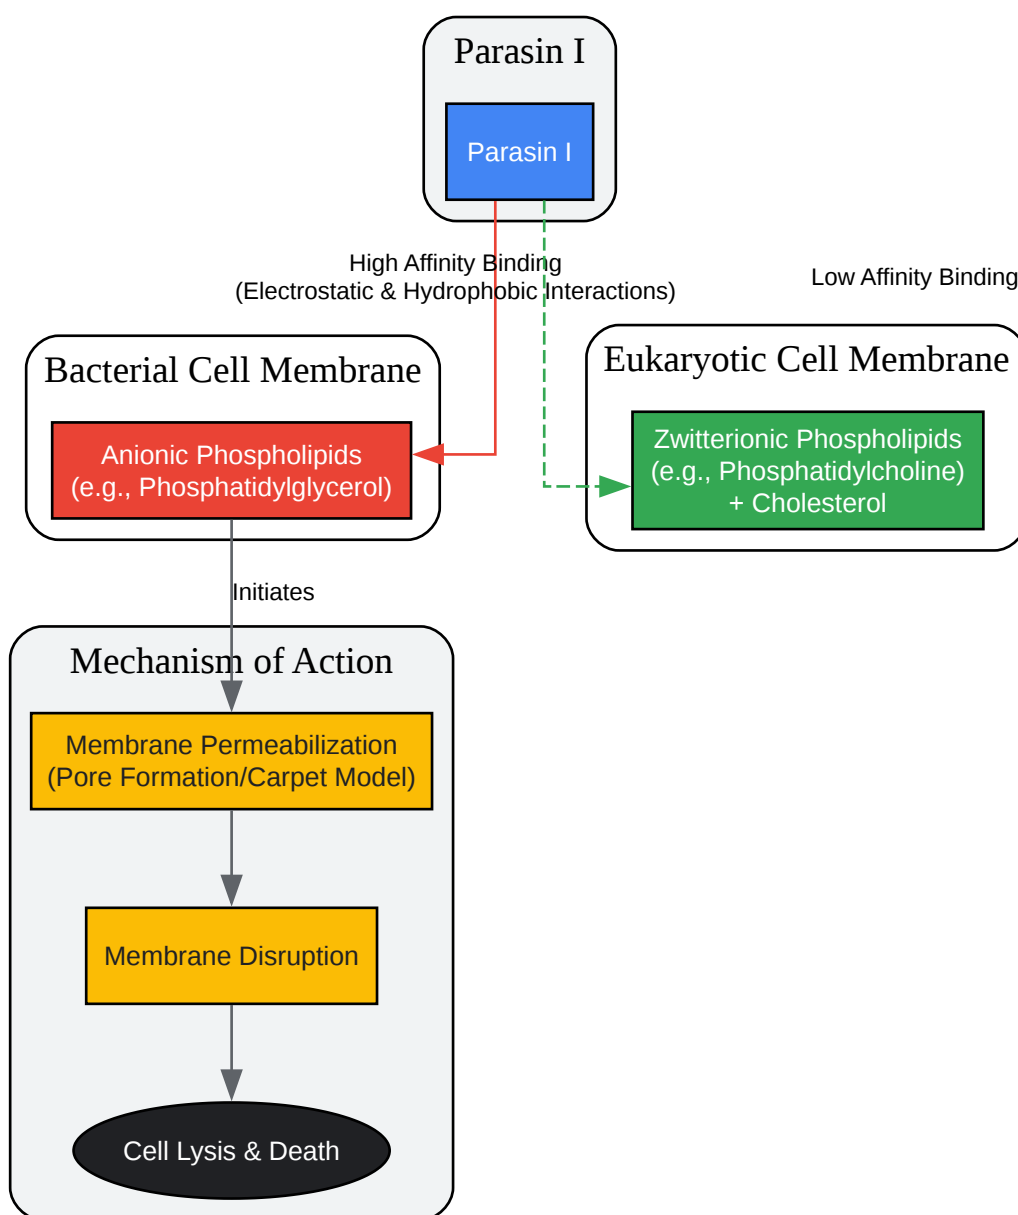 Parasin I
Parasin I
High Affinity Binding
(Electrostatic & Hydrophobic Interactions)
Low Affinity Binding
Bacterial Cell Membrane
Anionic Phospholipids
(e.g., Phosphatidylglycerol)
Eukaryotic Cell Membrane
Zwitterionic Phospholipids
(e.g., Phosphatidylcholine)
+ Cholesterol
Initiates
Mechanism of Action
Membrane Permeabilization
(Pore Formation/Carpet Model)
Membrane Disruption
Cell Lysis & Death